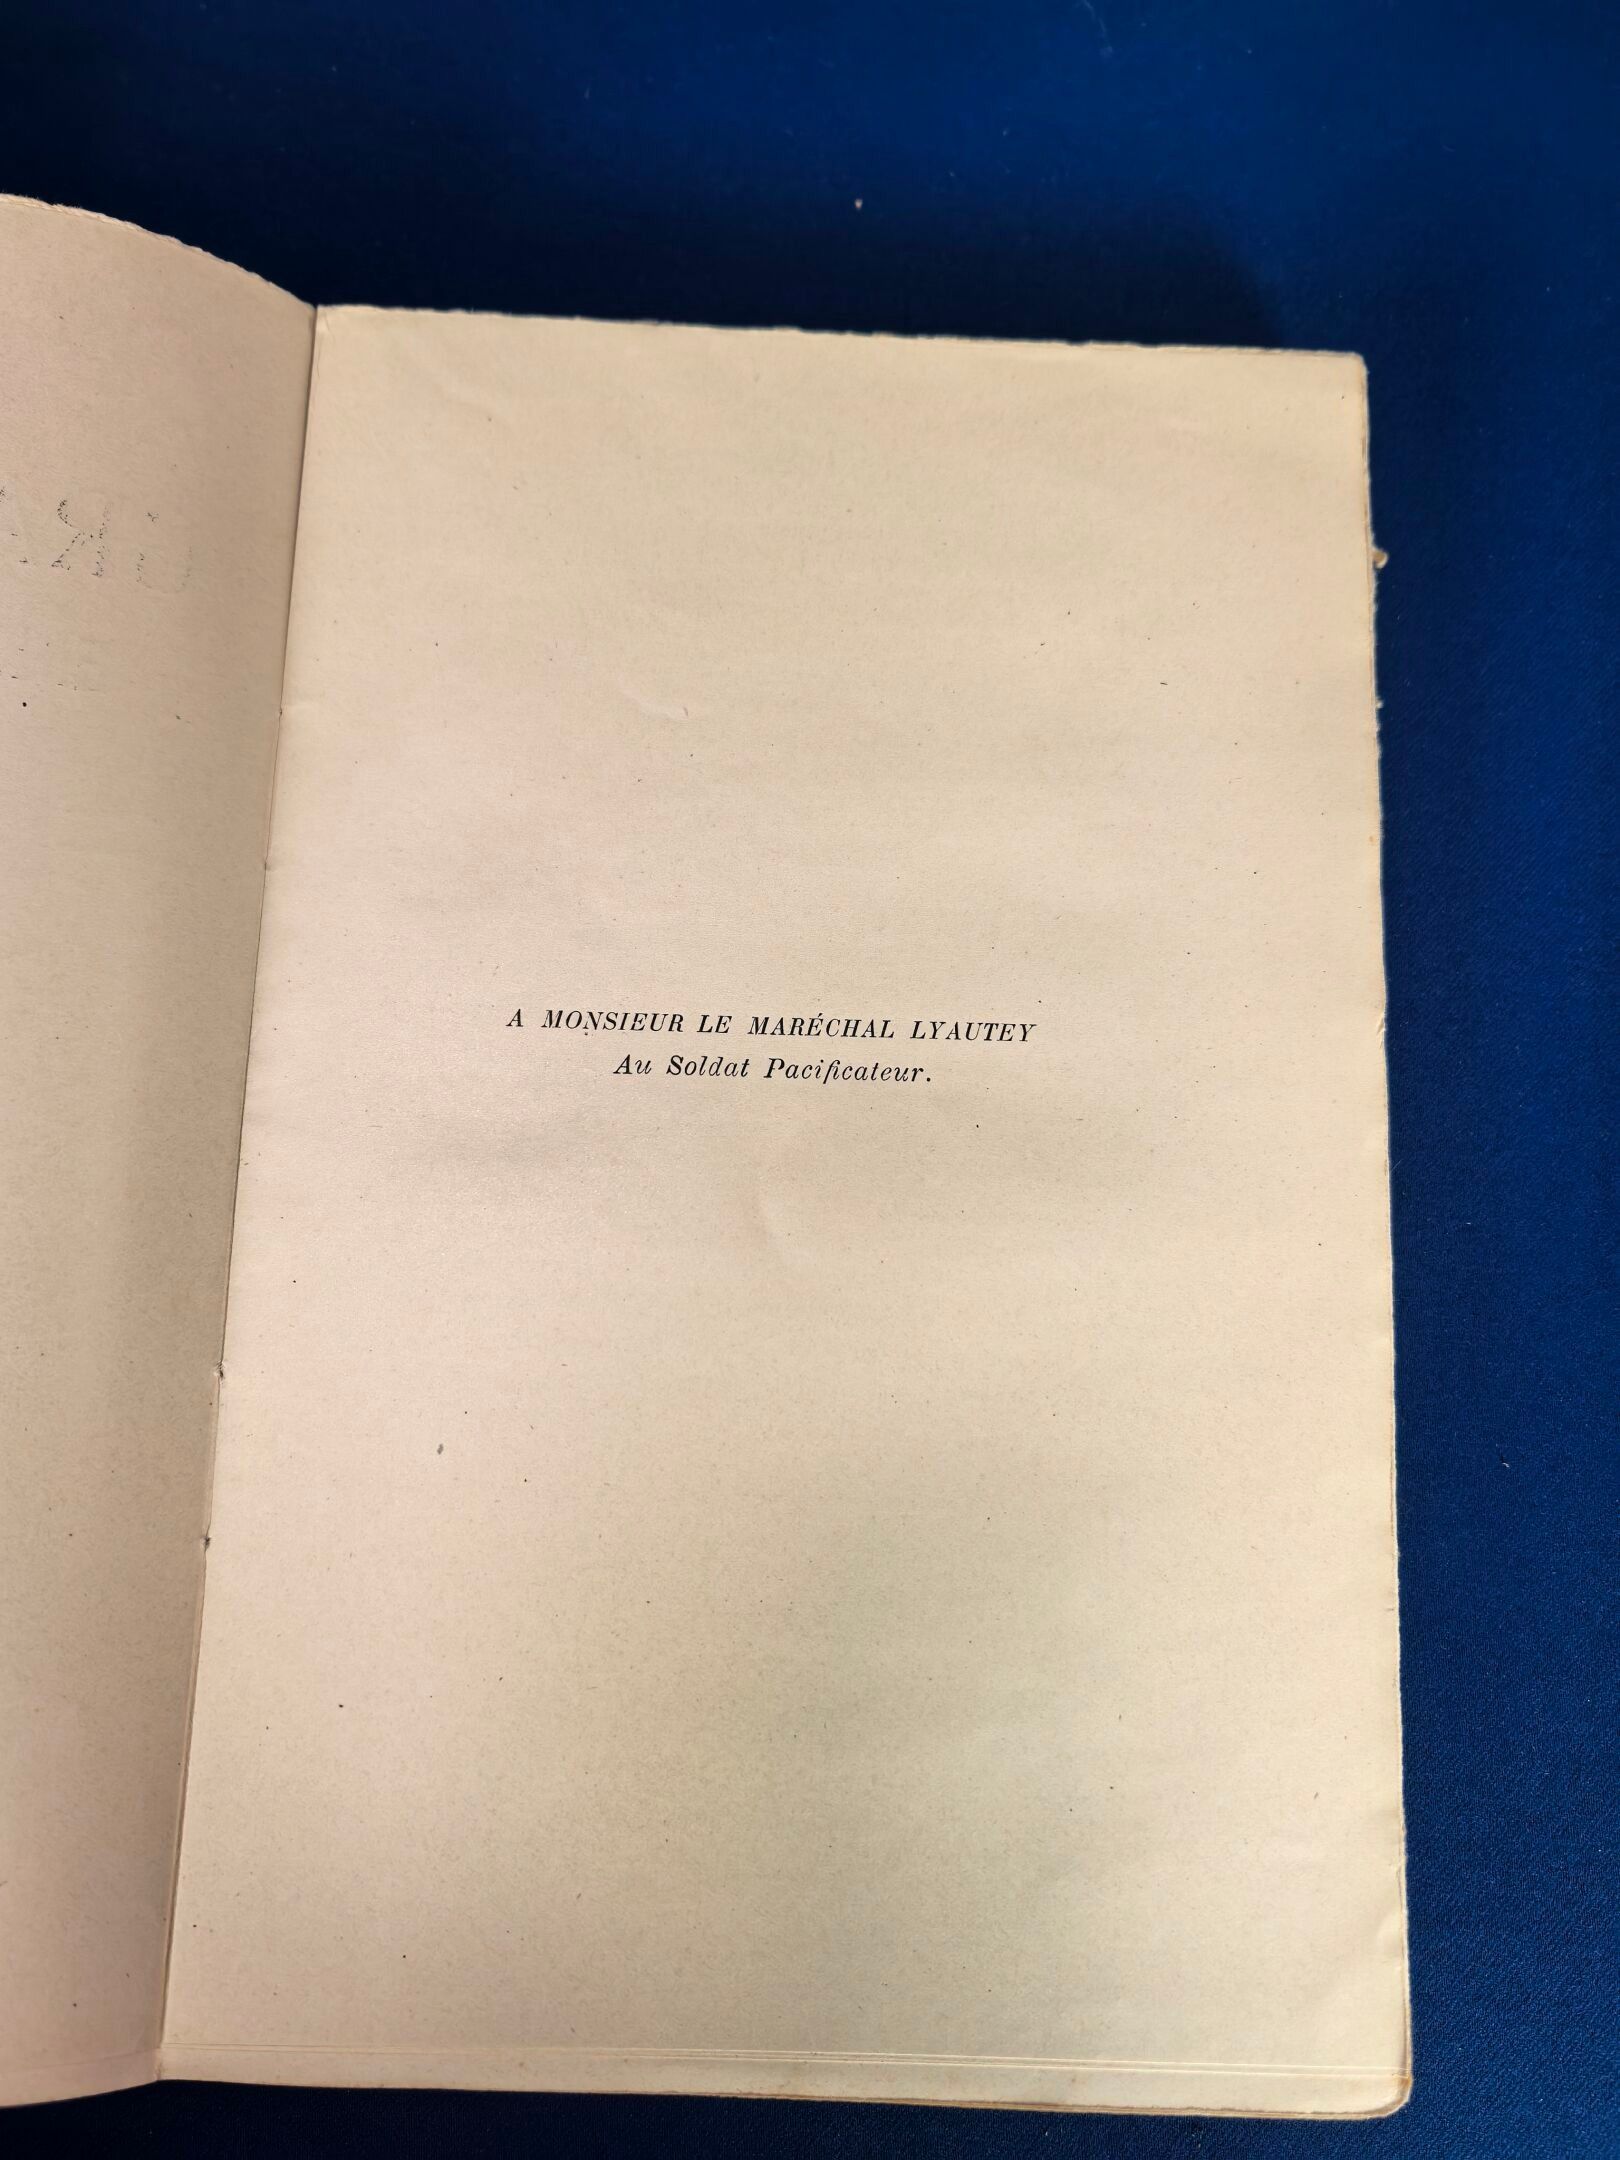 A MONSIEUR LE MARÉCHAL LYAUTEY
Au Soldat Pacificateur.